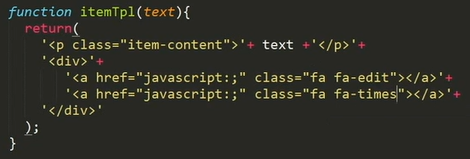 function itemTpl(text){
  return(
    '<p class="item-content">'+ text +'</p>'+
    '<div>'+
       '<a href="javascript:;" class="fa fa-edit"></a>'+
       '<a href="javascript:;" class="fa fa-times"></a>'+
    '</div>'
  );
}